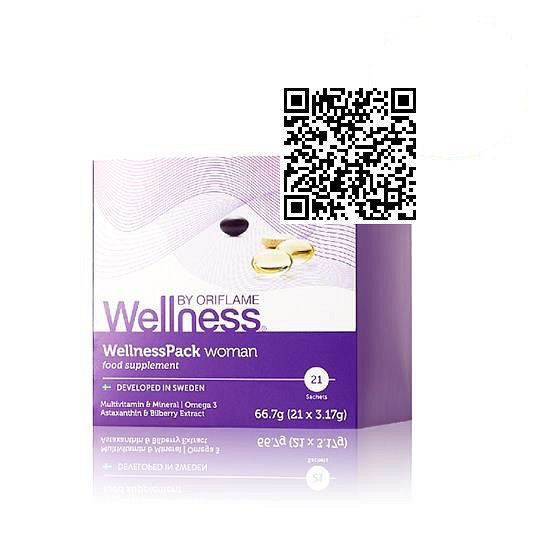 BY ORIFLAME
Wellness®
WellnessPack woman
food supplement
DEVELOPED IN SWEDEN
21
Sachets
Multivitamin & Mineral | Omega 3
Astaxanthin & Bilberry Extract
66.7g (21 x 3.17g)